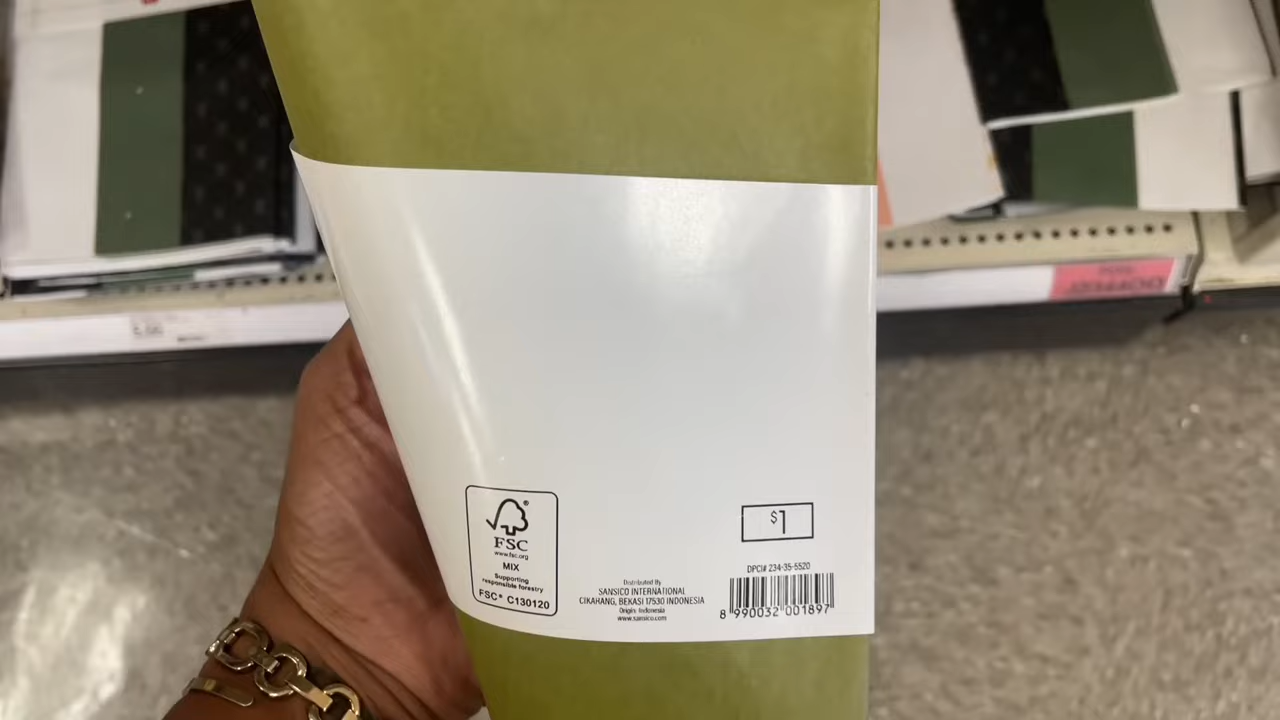 FSC
www.fsc.org
MIX
Supporting
responsible forestry
FSC® C130120
Distributed By
SANSICO INTERNATIONAL
CIKAHANG, BEKASI 17530 INDONESIA
Origin: Indonesia
www.sansico.com
$1
DPCI# 234-35-5520
8 990032 001897